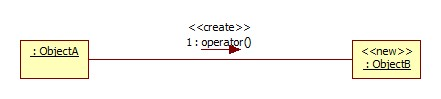 <<create>>
1 : operator()
: ObjectA
<<new>>
: ObjectB